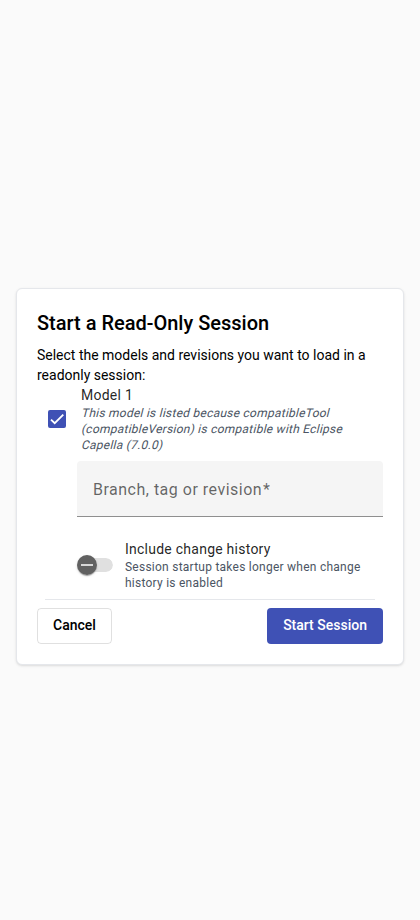 Start a Read-Only Session
Select the models and revisions you want to load in a
readonly session:
Model 1
This model is listed because compatibleTool
(compatibleVersion) is compatible with Eclipse
Capella (7.0.0)
Branch, tag or revision*
Include change history
Session startup takes longer when change
history is enabled
Cancel
Start Session